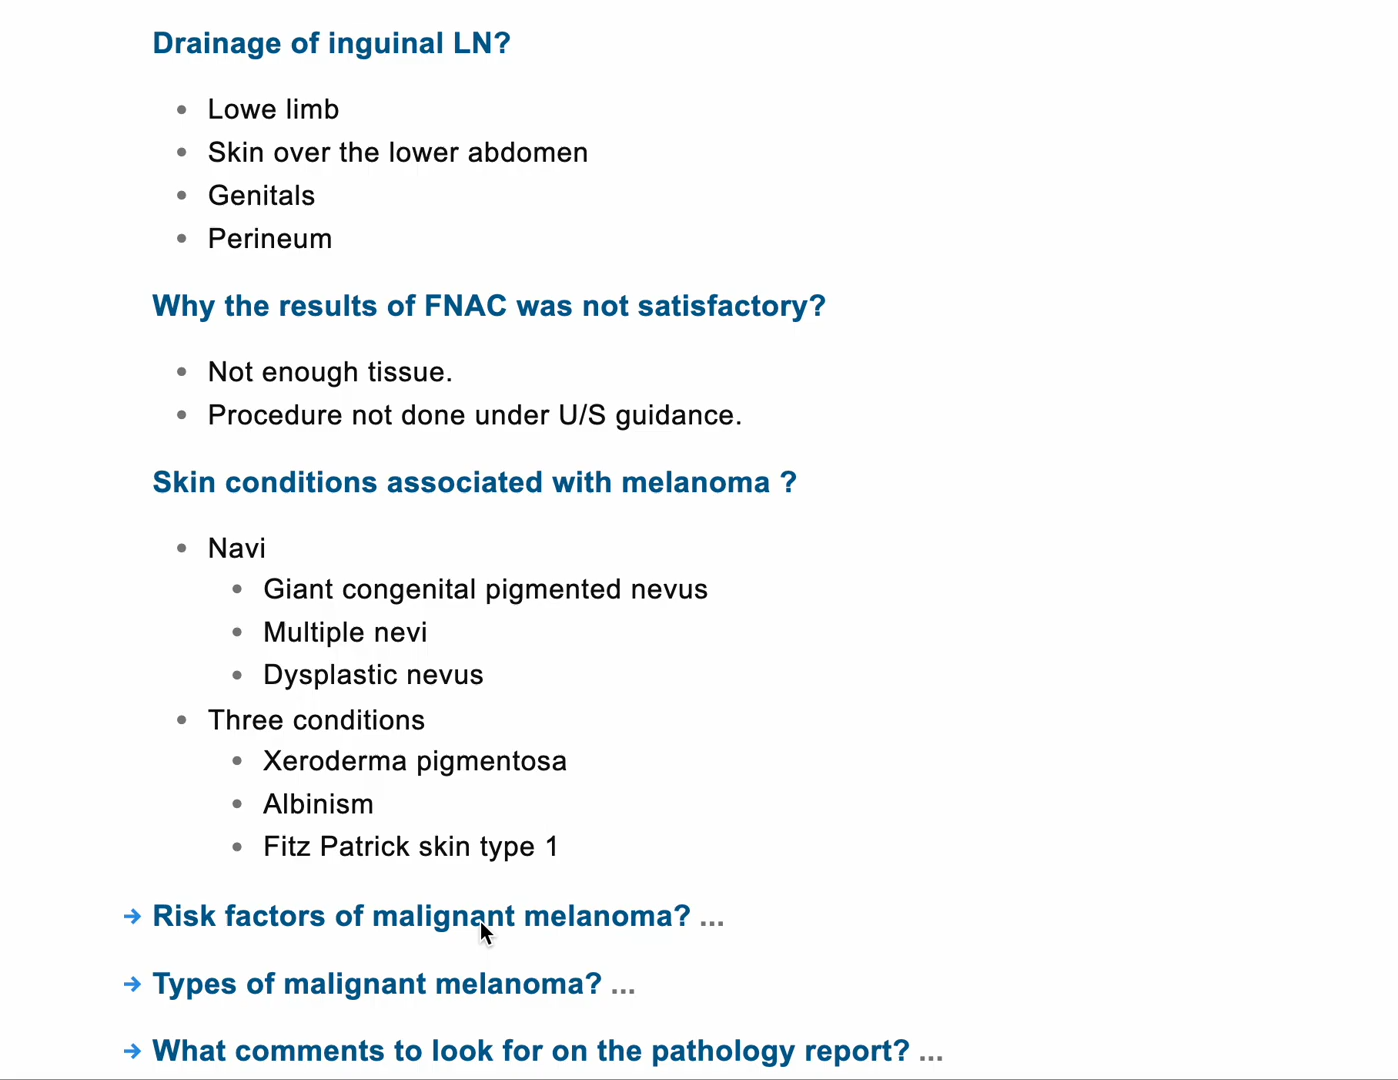 Drainage of inguinal LN?
• Lowe limb
• Skin over the lower abdomen
• Genitals
• Perineum
Why the results of FNAC was not satisfactory?
• Not enough tissue.
• Procedure not done under U/S guidance.
Skin conditions associated with melanoma ?
• Navi
• Giant congenital pigmented nevus
• Multiple nevi
• Dysplastic nevus
• Three conditions
• Xeroderma pigmentosa
• Albinism
• Fitz Patrick skin type 1
→ Risk factors of malignant melanoma? ...
→ Types of malignant melanoma? ...
→ What comments to look for on the pathology report? ...